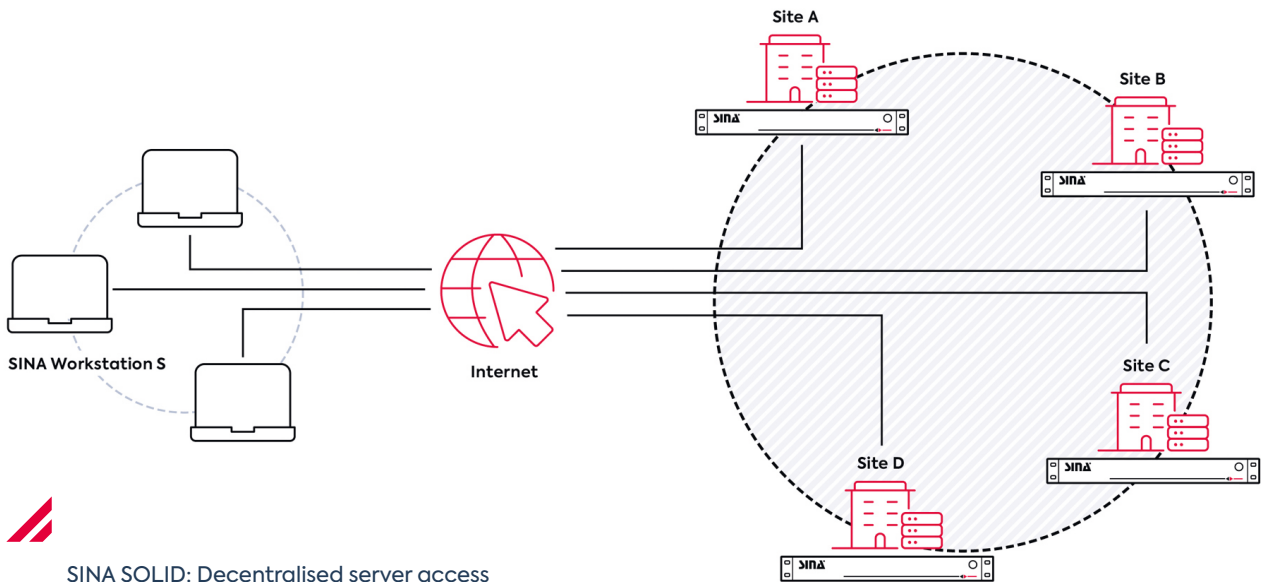 Site A
SINA
Site B
SINA
SINA Workstation S
Internet
Site C
SINA
Site D
SINA
SINA SOLID: Decentralised server access